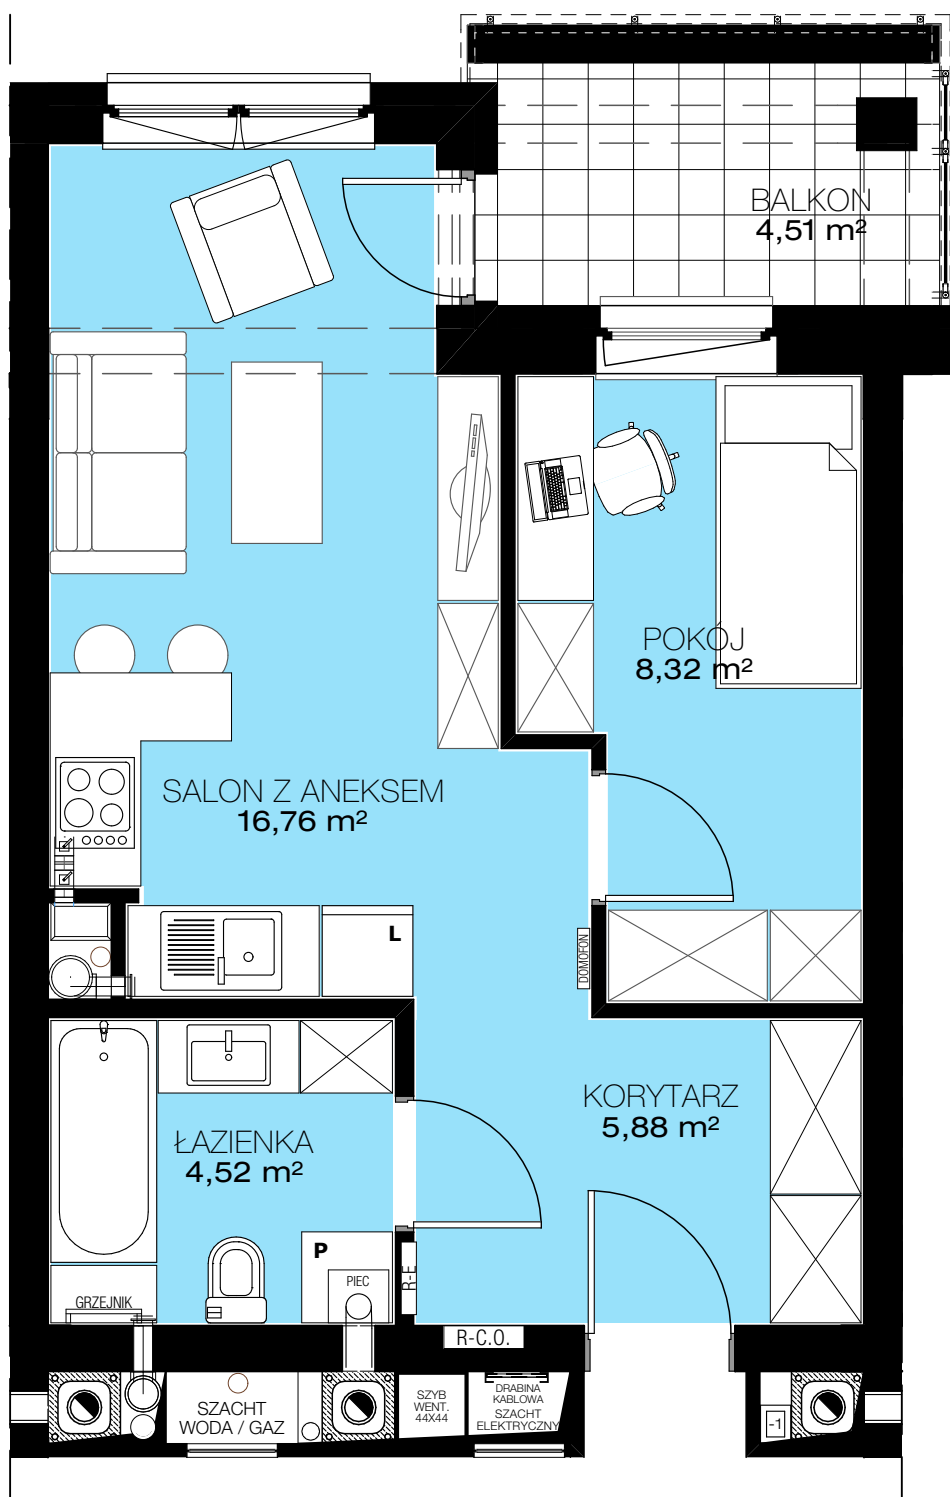 BALKON
4,51 m²
POKÓJ
8,32 m²
SALON Z ANEKSEM
16,76 m²
L
DOMOFON
KORYTARZ
5,88 m²
ŁAZIENKA
4,52 m²
P
PIEC
R-E
GRZEJNIK
R-C.O.
SZACHT
WODA / GAZ
SZYB
WENT.
44X44
DRABINA
KABLOWA
SZACHT
ELEKTRYCZNY
-1